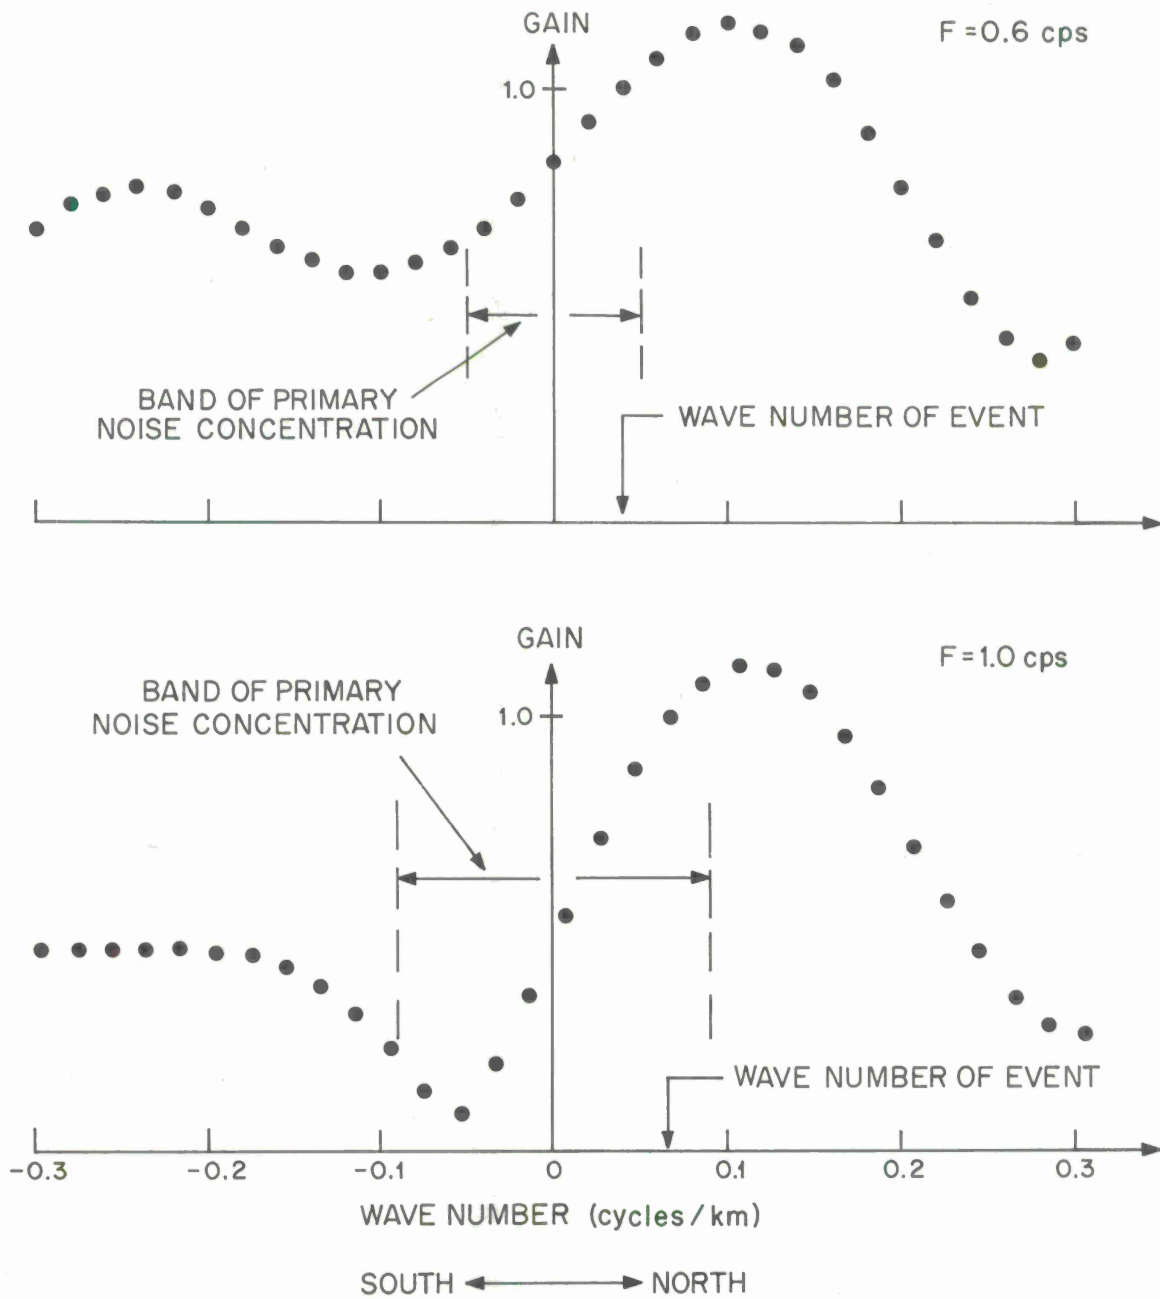 GAIN
F = 0.6 cps
1.0
BAND OF PRIMARY
NOISE CONCENTRATION
WAVE NUMBER OF EVENT
GAIN
F = 1.0 cps
BAND OF PRIMARY
NOISE CONCENTRATION
1.0
WAVE NUMBER OF EVENT
-0.3 -0.2 -0.1 0 0.1 0.2 0.3
WAVE NUMBER (cycles/km)
SOUTH NORTH